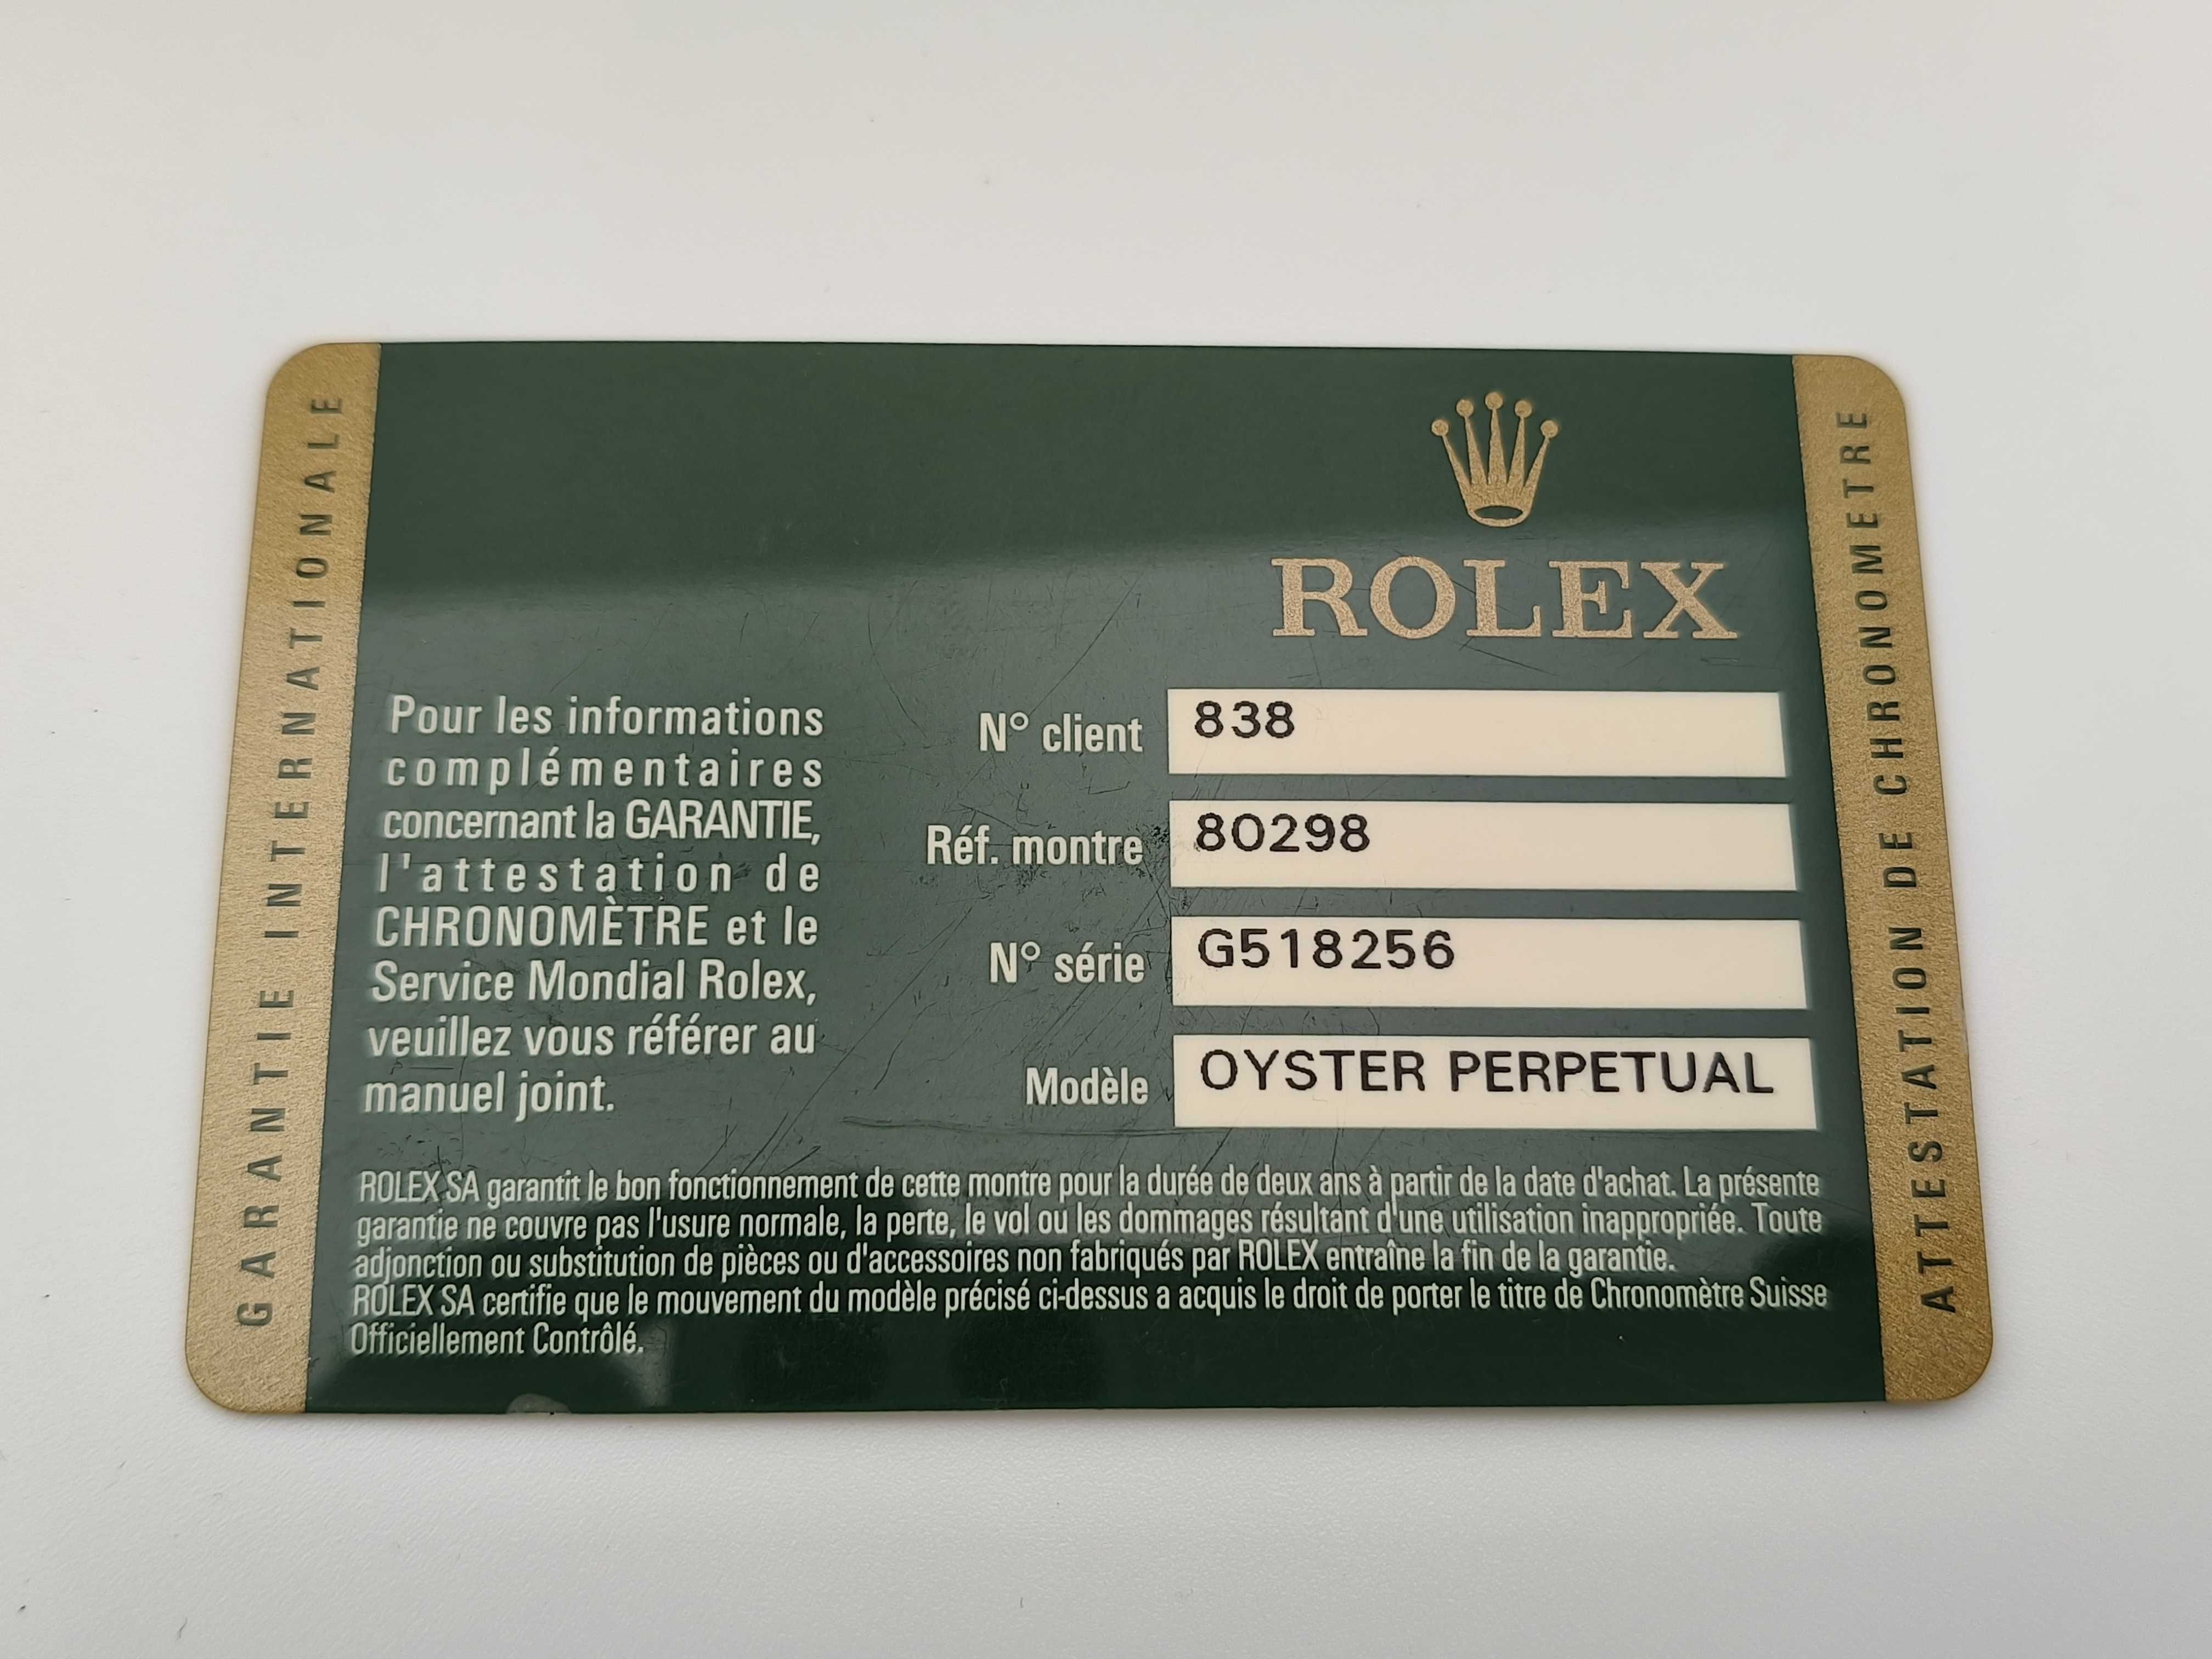 GARANTIE INTERNATIONALE
ROLEX
Pour les informations
complémentaires
concernant la GARANTIE,
l'attestation de
CHRONOMÈTRE et le
Service Mondial Rolex,
veuillez vous référer au
manuel joint.
N° client 838
Réf. montre 80298
N° série G518256
Modèle OYSTER PERPETUAL
ROLEX SA garantit le bon fonctionnement de cette montre pour la durée de deux ans à partir de la date d'achat. La présente
garantie ne couvre pas l'usure normale, la perte, le vol ou les dommages résultant d'une utilisation inappropriée. Toute
adjonction ou substitution de pièces ou d'accessoires non fabriqués par ROLEX entraîne la fin de la garantie.
ROLEX SA certifie que le mouvement du modèle précisé ci-dessus a acquis le droit de porter le titre de Chronomètre Suisse
Officiellement Contrôlé.
ATTESTATION DE CHRONOMETRE